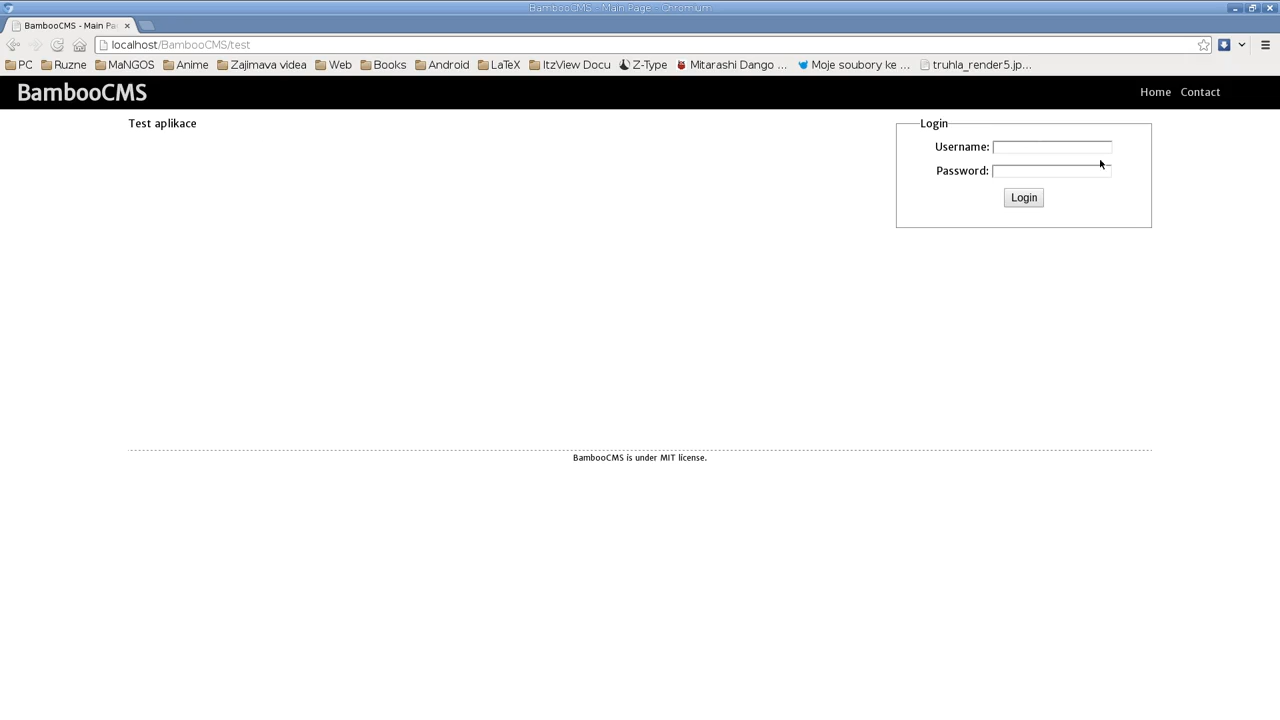 BambooCMS - Main Page - Chromium
BambooCMS - Main Pa
localhost/BambooCMS/test
PC Ruzne MaNGOS Anime Zajimava videa Web Books Android LaTeX ItzView Docu Z-Type Mitarashi Dango ... Moje soubory ke ... truhla_render5.jp...
BambooCMS Home Contact
Test aplikace
Login
Username:
Password:
Login
BambooCMS is under MIT license.